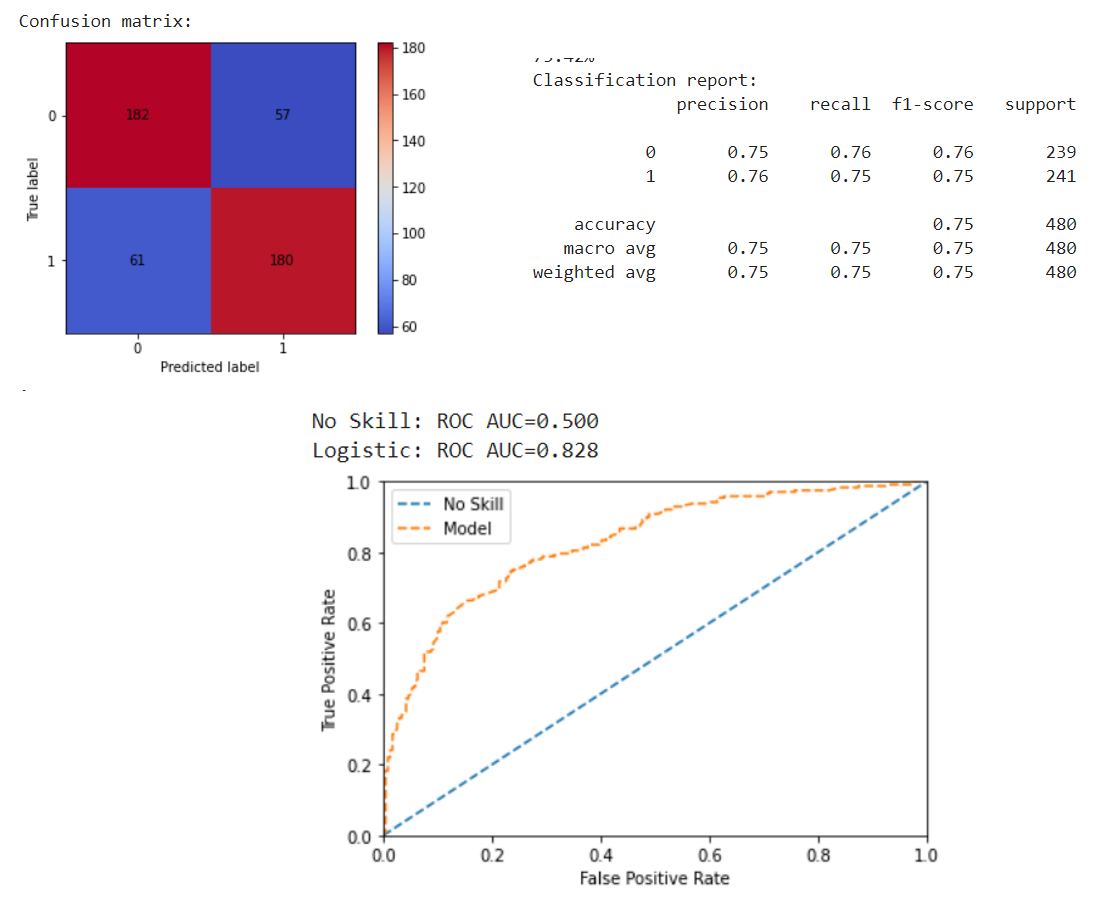 Confusion matrix:
180
160
140
120
100
80
60
0
182
57
1
61
180
True label
0
1
Predicted label
Classification report:
precision recall f1-score support
0 0.75 0.76 0.76 239
1 0.76 0.75 0.75 241
accuracy 0.75 480
macro avg 0.75 0.75 0.75 480
weighted avg 0.75 0.75 0.75 480
No Skill: ROC AUC=0.500
Logistic: ROC AUC=0.828
No Skill
Model
1.0
0.8
0.6
0.4
0.2
0.0
True Positive Rate
0.0 0.2 0.4 0.6 0.8 1.0
False Positive Rate